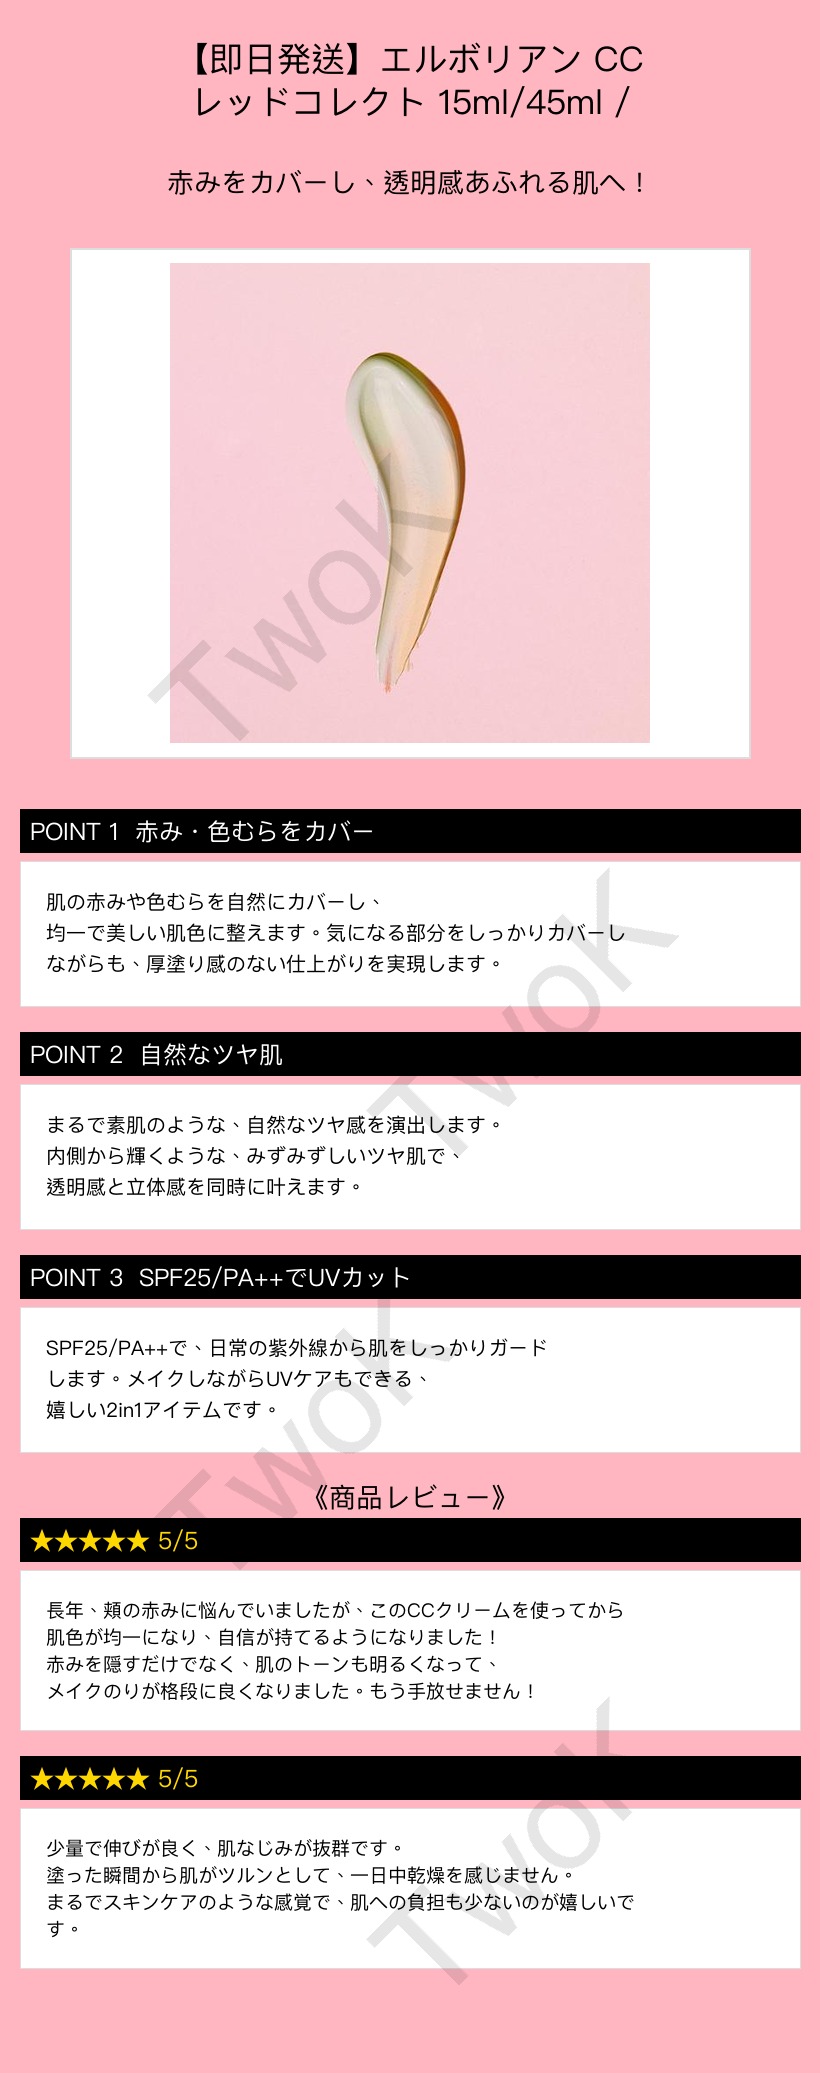 【即日発送】エルボリアン CC
レッドコレクト 15ml/45ml /
赤みをカバーし、透明感あふれる肌へ！
TwoK
POINT 1 赤み・色むらをカバー
肌の赤みや色むらを自然にカバーし、
均一で美しい肌色に整えます。気になる部分をしっかりカバーし
ながらも、厚塗り感のない仕上がりを実現します。
TwoK
POINT 2 自然なツヤ肌
まるで素肌のような、自然なツヤ感を演出します。
内側から輝くような、みずみずしいツヤ肌で、
透明感と立体感を同時に叶えます。
POINT 3 SPF25/PA++でUVカット
SPF25/PA++で、日常の紫外線から肌をしっかりガード
します。メイクしながらUVケアもできる、
嬉しい2in1アイテムです。
TwoK
《商品レビュー》
★★★★★ 5/5
長年、頬の赤みに悩んでいましたが、このCCクリームを使ってから
肌色が均一になり、自信が持てるようになりました！
赤みを隠すだけでなく、肌のトーンも明るくなって、
メイクのりが格段に良くなりました。もう手放せません！
★★★★★ 5/5
少量で伸びが良く、肌なじみが抜群です。
塗った瞬間から肌がツルンとして、一日中乾燥を感じません。
まるでスキンケアのような感覚で、肌への負担も少ないのが嬉しいで
す。
TwoK